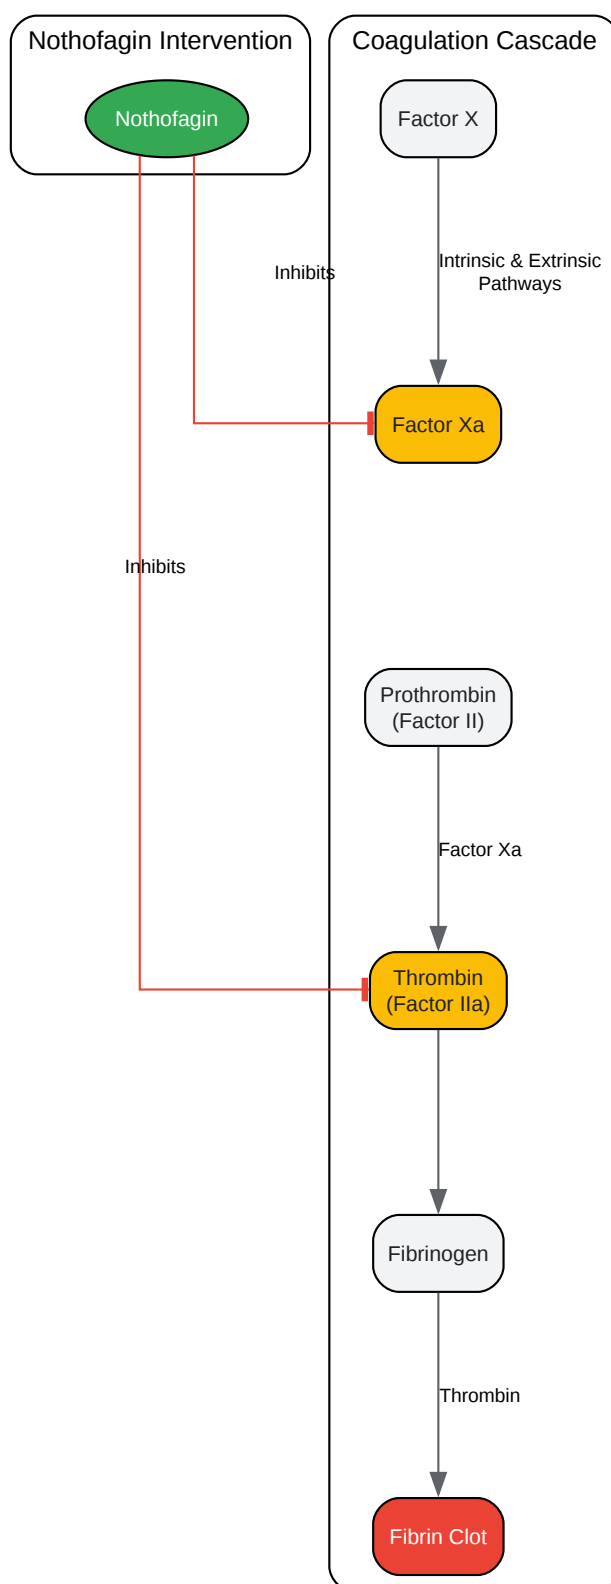 Nothofagin Intervention
Nothofagin
Coagulation Cascade
Factor X
Inhibits
Intrinsic & Extrinsic
Pathways
Factor Xa
Inhibits
Prothrombin
(Factor II)
Factor Xa
Thrombin
(Factor IIa)
Fibrinogen
Thrombin
Fibrin Clot